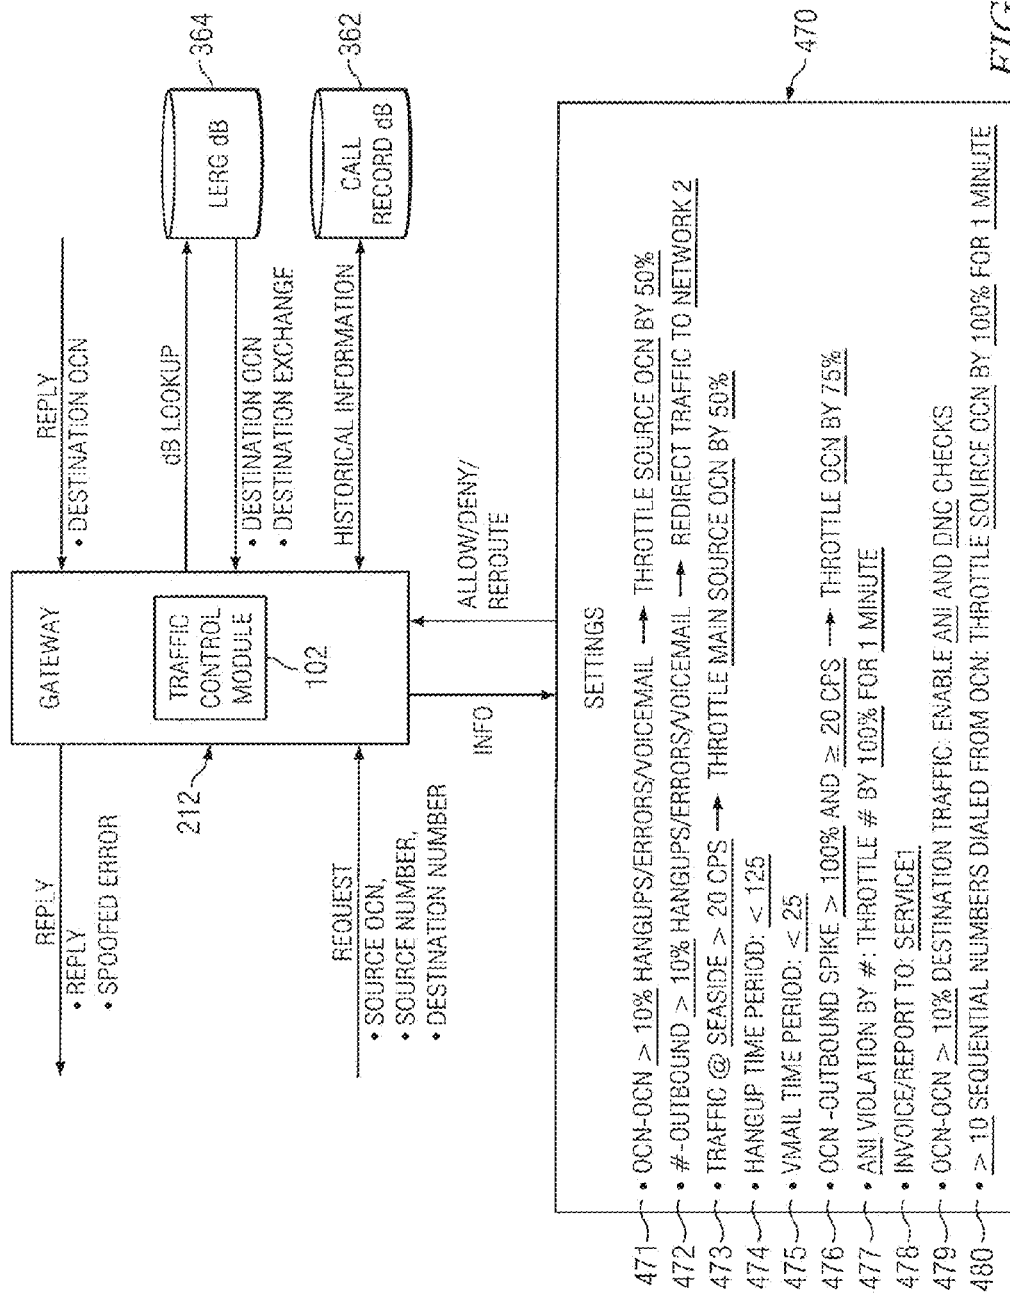 REPLY
• REPLY
• SPOOFED ERROR
REQUEST
• SOURCE OCN,
• SOURCE NUMBER,
• DESTINATION NUMBER
212
GATEWAY
TRAFFIC
CONTROL
MODULE
102
REPLY
• DESTINATION OCN
dB LOOKUP
• DESTINATION OCN
• DESTINATION EXCHANGE
HISTORICAL INFORMATION
LERG dB
364
CALL
RECORD dB
362
INFO
ALLOW/DENY/
REROUTE
470
SETTINGS
471 • OCN-OCN > 10% HANGUPS/ERRORS/VOICEMAIL → THROTTLE SOURCE OCN BY 50%
472 • #-OUTBOUND > 10% HANGUPS/ERRORS/VOICEMAIL → REDIRECT TRAFFIC TO NETWORK 2
473 • TRAFFIC @ SEASIDE > 20 CPS → THROTTLE MAIN SOURCE OCN BY 50%
474 • HANGUP TIME PERIOD: < 125
475 • VMAIL TIME PERIOD: < 25
476 • OCN -OUTBOUND SPIKE > 100% AND ≥ 20 CPS → THROTTLE OCN BY 75%
477 • ANI VIOLATION BY #: THROTTLE # BY 100% FOR 1 MINUTE
478 • INVOICE/REPORT TO: SERVICE1
479 • OCN-OCN > 10% DESTINATION TRAFFIC: ENABLE ANI AND DNC CHECKS
480 • > 10 SEQUENTIAL NUMBERS DIALED FROM OCN: THROTTLE SOURCE OCN BY 100% FOR 1 MINUTE
FIG